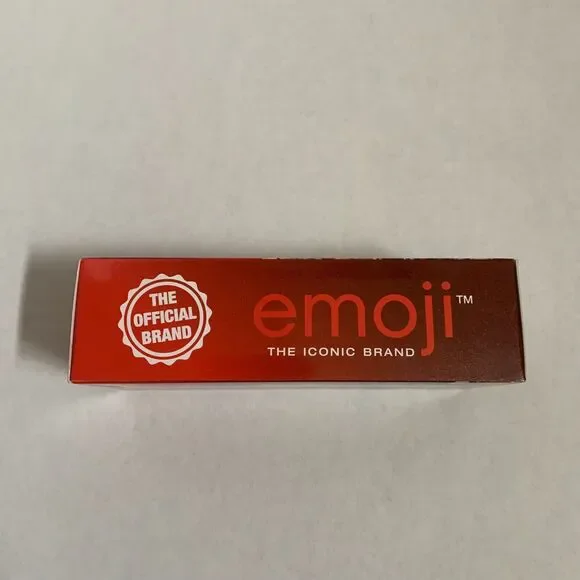 THE
OFFICIAL
BRAND
emoji™
THE ICONIC BRAND